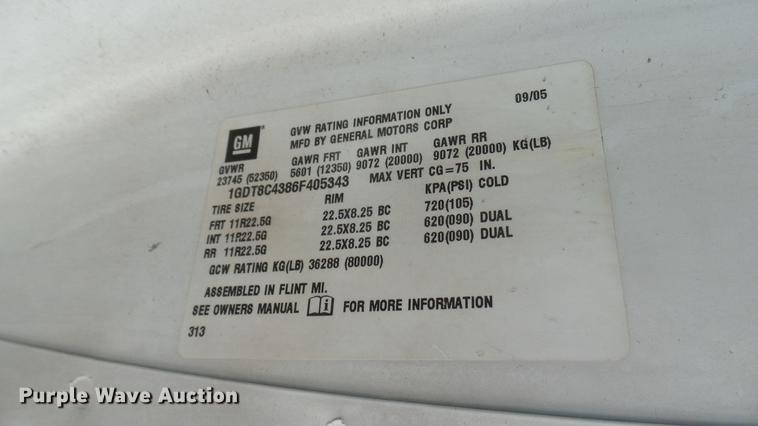 GM
GVW RATING INFORMATION ONLY 09/05
MFD BY GENERAL MOTORS CORP
GVWR GAWR FRT GAWR INT GAWR RR
23745 (52350) 5601 (12350) 9072 (20000) 9072 (20000) KG(LB)
1GDT8C4386F405343 MAX VERT CG=75 IN.
TIRE SIZE RIM KPA(PSI) COLD
FRT 11R22.5G 22.5X8.25 BC 720(105)
INT 11R22.5G 22.5X8.25 BC 620(090) DUAL
RR 11R22.5G 22.5X8.25 BC 620(090) DUAL
GCW RATING KG(LB) 36288 (80000)
ASSEMBLED IN FLINT MI.
SEE OWNERS MANUAL i FOR MORE INFORMATION
313
Purple Wave Auction